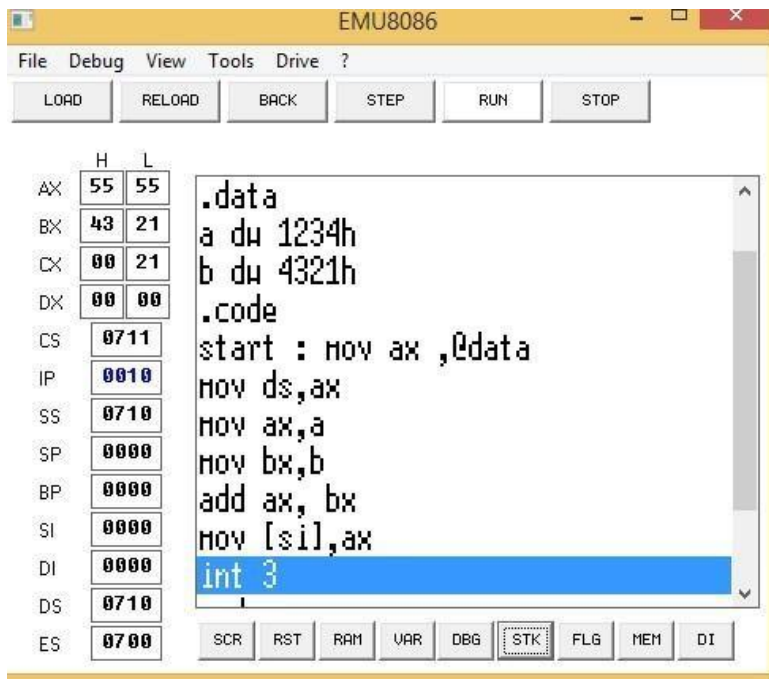 EMU8086
File Debug View Tools Drive ?
LOAD RELOAD BACK STEP RUN STOP
H L
AX 55 55
BX 43 21
CX 00 21
DX 00 00
CS 0711
IP 0010
SS 0710
SP 0000
BP 0000
SI 0000
DI 0000
DS 0710
ES 0700
.data
a dw 1234h
b dw 4321h
.code
start : mov ax ,@data
mov ds,ax
mov ax,a
mov bx,b
add ax, bx
mov [si],ax
int 3
SCR RST RAM VAR DBG STK FLG MEM DI